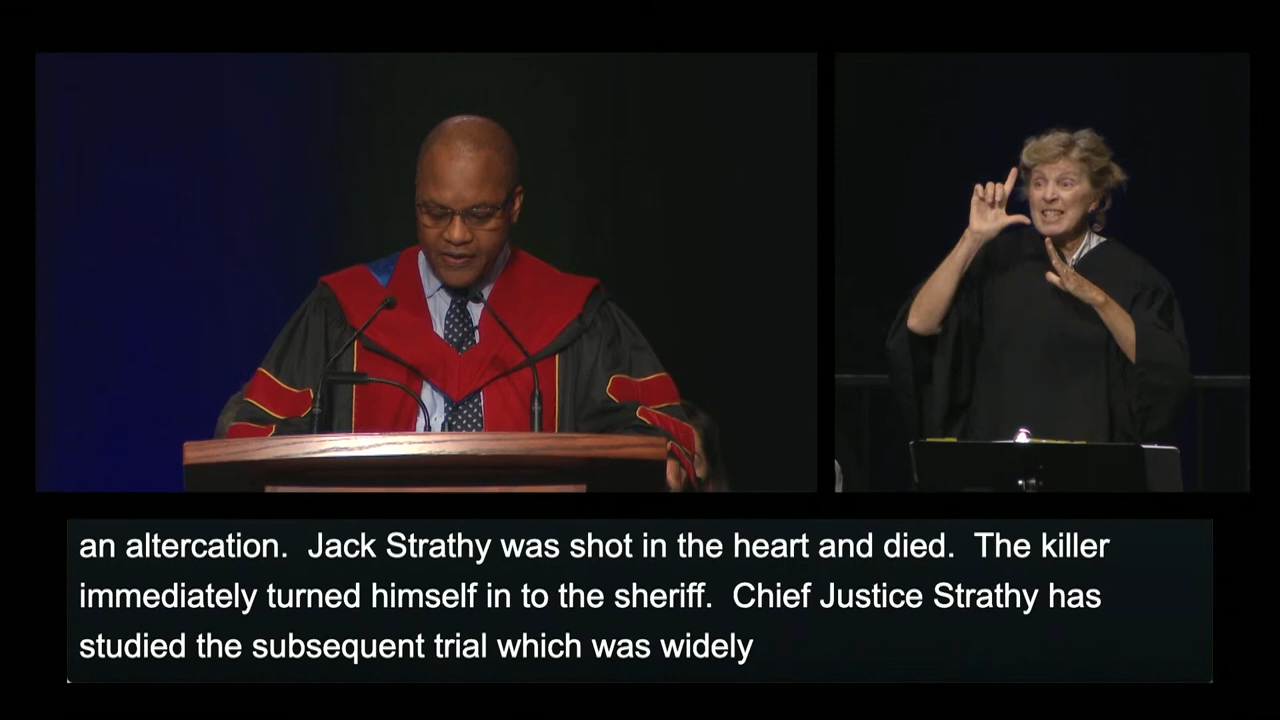 an altercation.  Jack Strathy was shot in the heart and died.  The killer
immediately turned himself in to the sheriff.  Chief Justice Strathy has
studied the subsequent trial which was widely